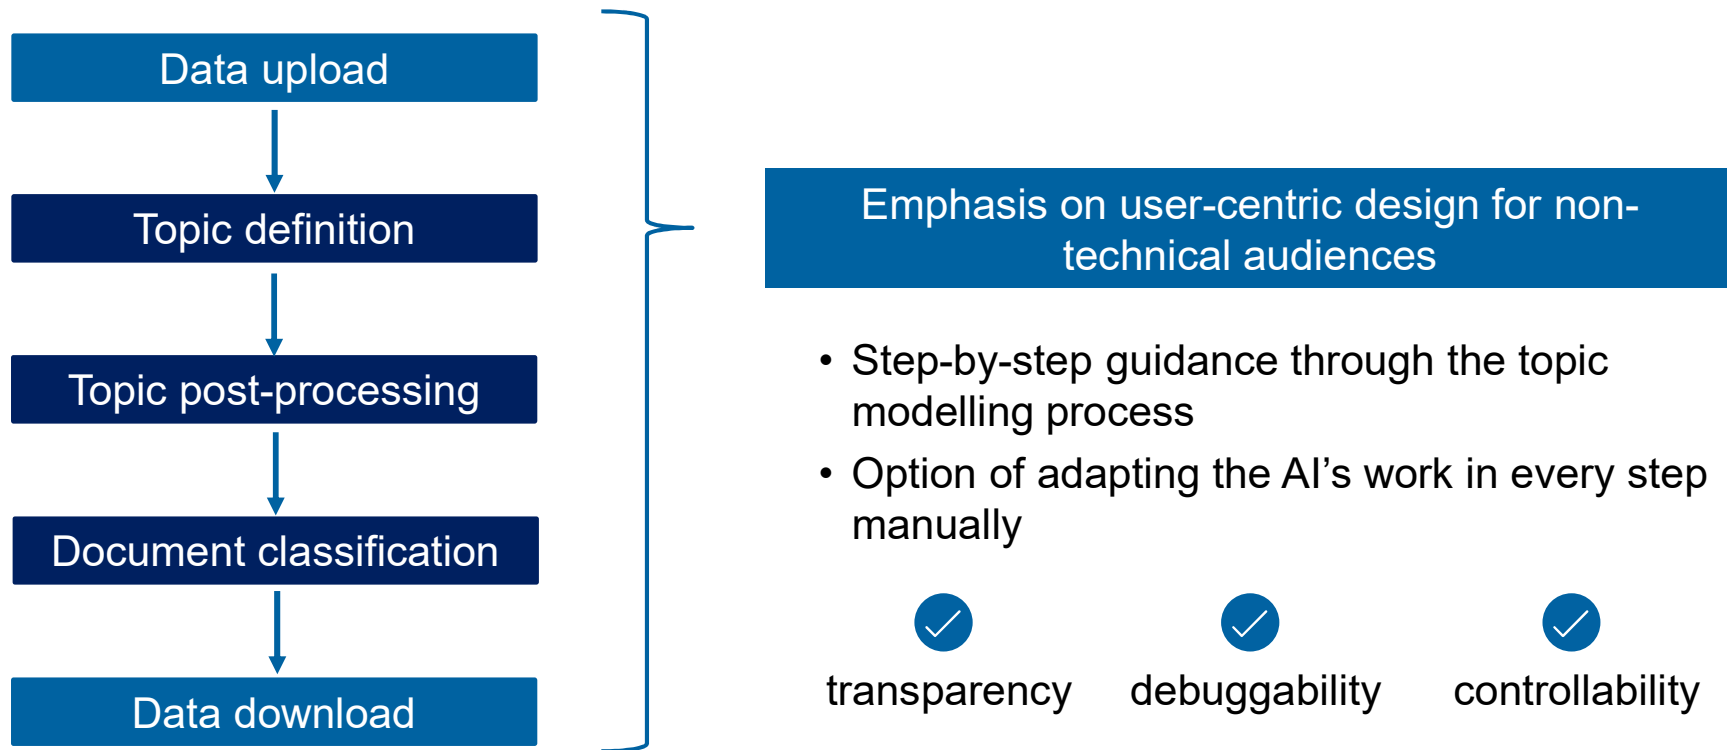 Data upload
Topic definition
Topic post-processing
Document classification
Data download
Emphasis on user-centric design for non-
technical audiences
• Step-by-step guidance through the topic
modelling process
• Option of adapting the AI’s work in every step
manually
transparency debuggability controllability